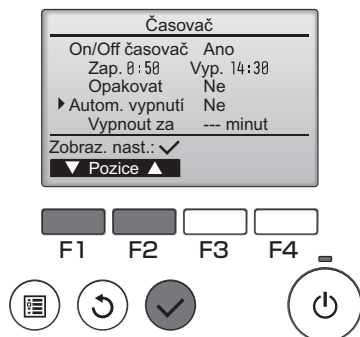 Časovač
On/Off časovač Ano
Zap. 0:50 Vyp. 14:30
Opakovat Ne
Autom. vypnutí Ne
Vypnout za --- minut
Zobraz. nast.: ✓
▼ Pozice ▲
F1 F2 F3 F4